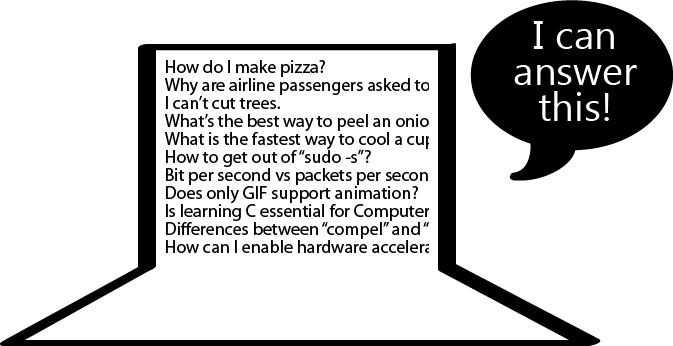 How do I make pizza?
Why are airline passengers asked to
I can't cut trees.
What's the best way to peel an onio
What is the fastest way to cool a cup
How to get out of “sudo -s”?
Bit per second vs packets per secon
Does only GIF support animation?
Is learning C essential for Computer
Differences between “compel” and “
How can I enable hardware accelera
I can
answer
this!